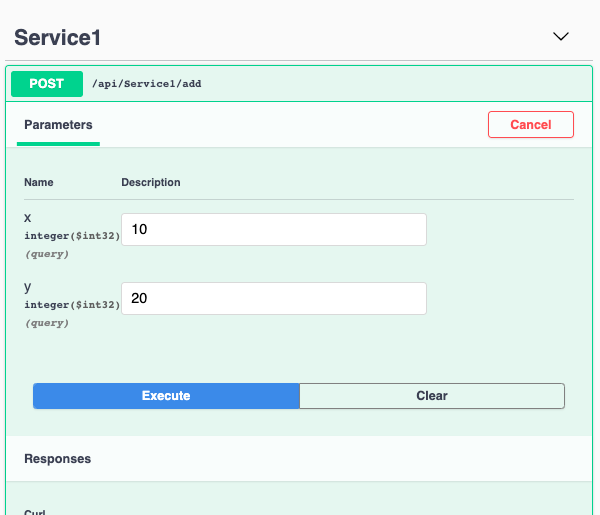 Service1
POST /api/Service1/add
Parameters Cancel
Name Description
x
integer($int32) 10
(query)
y
integer($int32) 20
(query)
Execute Clear
Responses
Curl